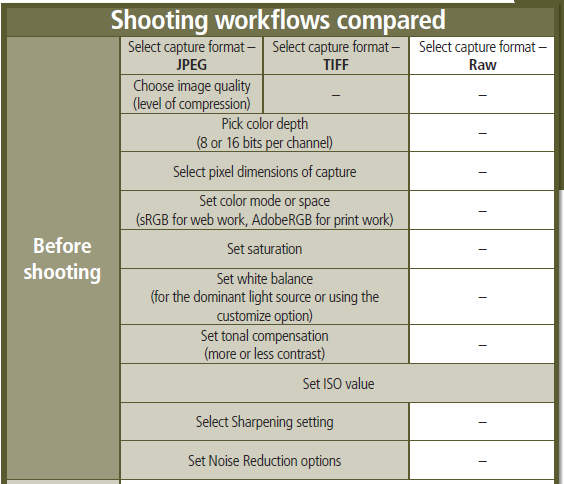 Shooting workflows compared
Before
shooting
Select capture format –
JPEG
Select capture format –
TIFF
Select capture format –
Raw
Choose image quality
(level of compression)
–
–
Pick color depth
(8 or 16 bits per channel)
–
Select pixel dimensions of capture
–
Set color mode or space
(sRGB for web work, AdobeRGB for print work)
–
Set saturation
–
Set white balance
(for the dominant light source or using the
customize option)
–
Set tonal compensation
(more or less contrast)
–
Set ISO value
Select Sharpening setting
–
Set Noise Reduction options
–